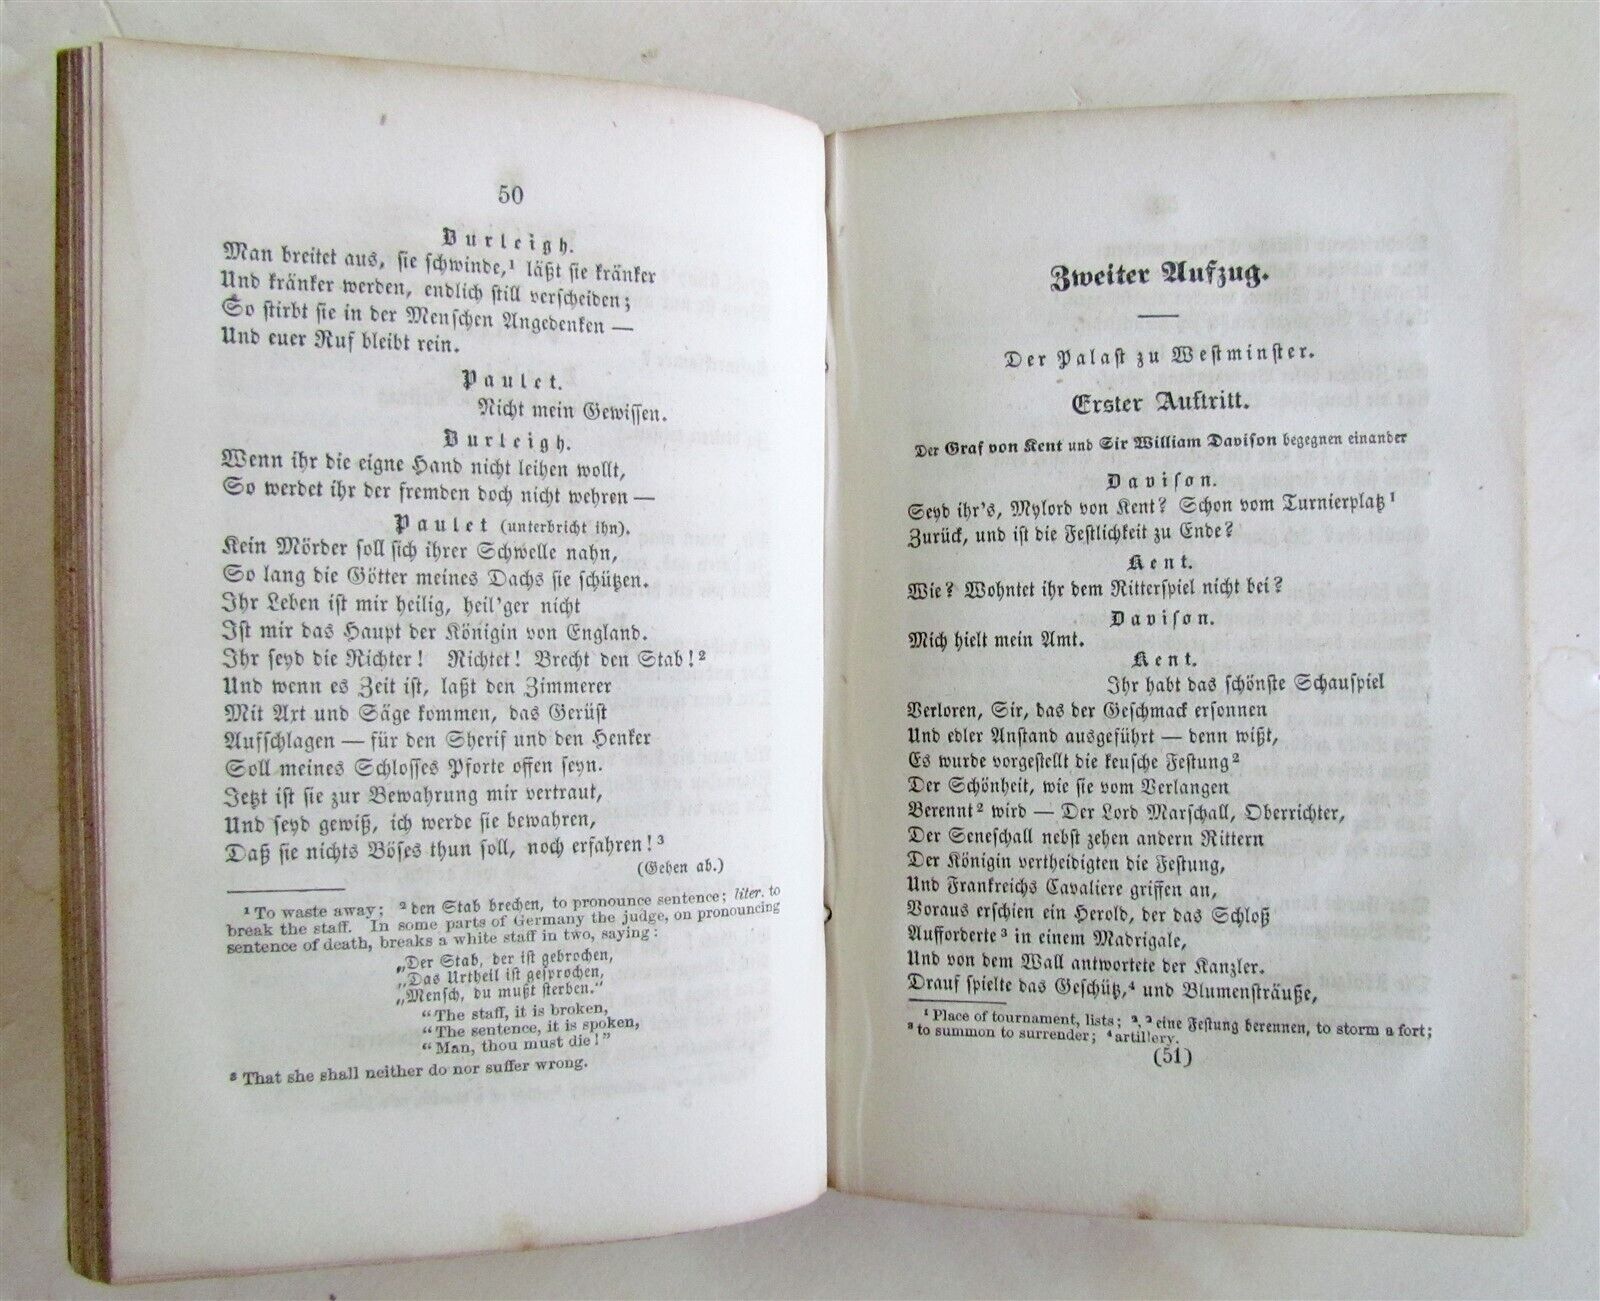 50
Burleigh.
Man breitet aus, sie schwinde,¹ läßt sie kränker
Und kränker werden, endlich still verscheiden;
So stirbt sie in der Menschen Angedenken —
Und euer Ruf bleibt rein.
Paulet.
Nicht mein Gewissen.
Burleigh.
Wenn ihr die eigne Hand nicht leihen wollt,
So werdet ihr der fremden doch nicht wehren —
Paulet (unterbricht ihn).
Kein Mörder soll sich ihrer Schwelle nahn,
So lang die Götter meines Dachs sie schützen.
Ihr Leben ist mir heilig, heil'ger nicht
Ist mir das Haupt der Königin von England.
Ihr seyd die Richter! Richtet! Brecht den Stab!²
Und wenn es Zeit ist, laßt den Zimmerer
Mit Axt und Säge kommen, das Gerüst
Aufschlagen — für den Sherif und den Henker
Soll meines Schlosses Pforte offen seyn.
Jetzt ist sie zur Bewahrung mir vertraut,
Und seyd gewiß, ich werde sie bewahren,
Daß sie nichts Böses thun soll, noch erfahren!³
(Gehen ab.)
¹ To waste away; ² den Stab brechen, to pronounce sentence; liter. to
break the staff. In some parts of Germany the judge, on pronouncing
sentence of death, breaks a white staff in two, saying:
„Der Stab, der ist gebrochen,
„Das Urtheil ist gesprochen,
„Mensch, du mußt sterben.“
“The staff, it is broken,
“The sentence, it is spoken,
“Man, thou must die!”
³ That she shall neither do nor suffer wrong.
Zweiter Aufzug.
Der Palast zu Westminster.
Erster Auftritt.
Der Graf von Kent und Sir William Davison begegnen einander
Davison.
Seyd ihr's, Mylord von Kent? Schon vom Turnierplatz¹
Zurück, und ist die Festlichkeit zu Ende?
Kent.
Wie? Wohntet ihr dem Ritterspiel nicht bei?
Davison.
Mich hielt mein Amt.
Kent.
Ihr habt das schönste Schauspiel
Verloren, Sir, das der Geschmack ersonnen
Und edler Anstand ausgeführt — denn wißt,
Es wurde vorgestellt die keusche Festung²
Der Schönheit, wie sie vom Verlangen
Berennt² wird — Der Lord Marschall, Oberrichter,
Der Seneschall nebst zehen andern Rittern
Der Königin vertheidigten die Festung,
Und Frankreichs Cavaliere griffen an,
Voraus erschien ein Herold, der das Schloß
Aufforderte³ in einem Madrigale,
Und von dem Wall antwortete der Kanzler.
Drauf spielte das Geschütz,⁴ und Blumensträuße,
¹ Place of tournament, lists; ², ² eine Festung berennen, to storm a fort;
³ to summon to surrender; ⁴ artillery.
(51)